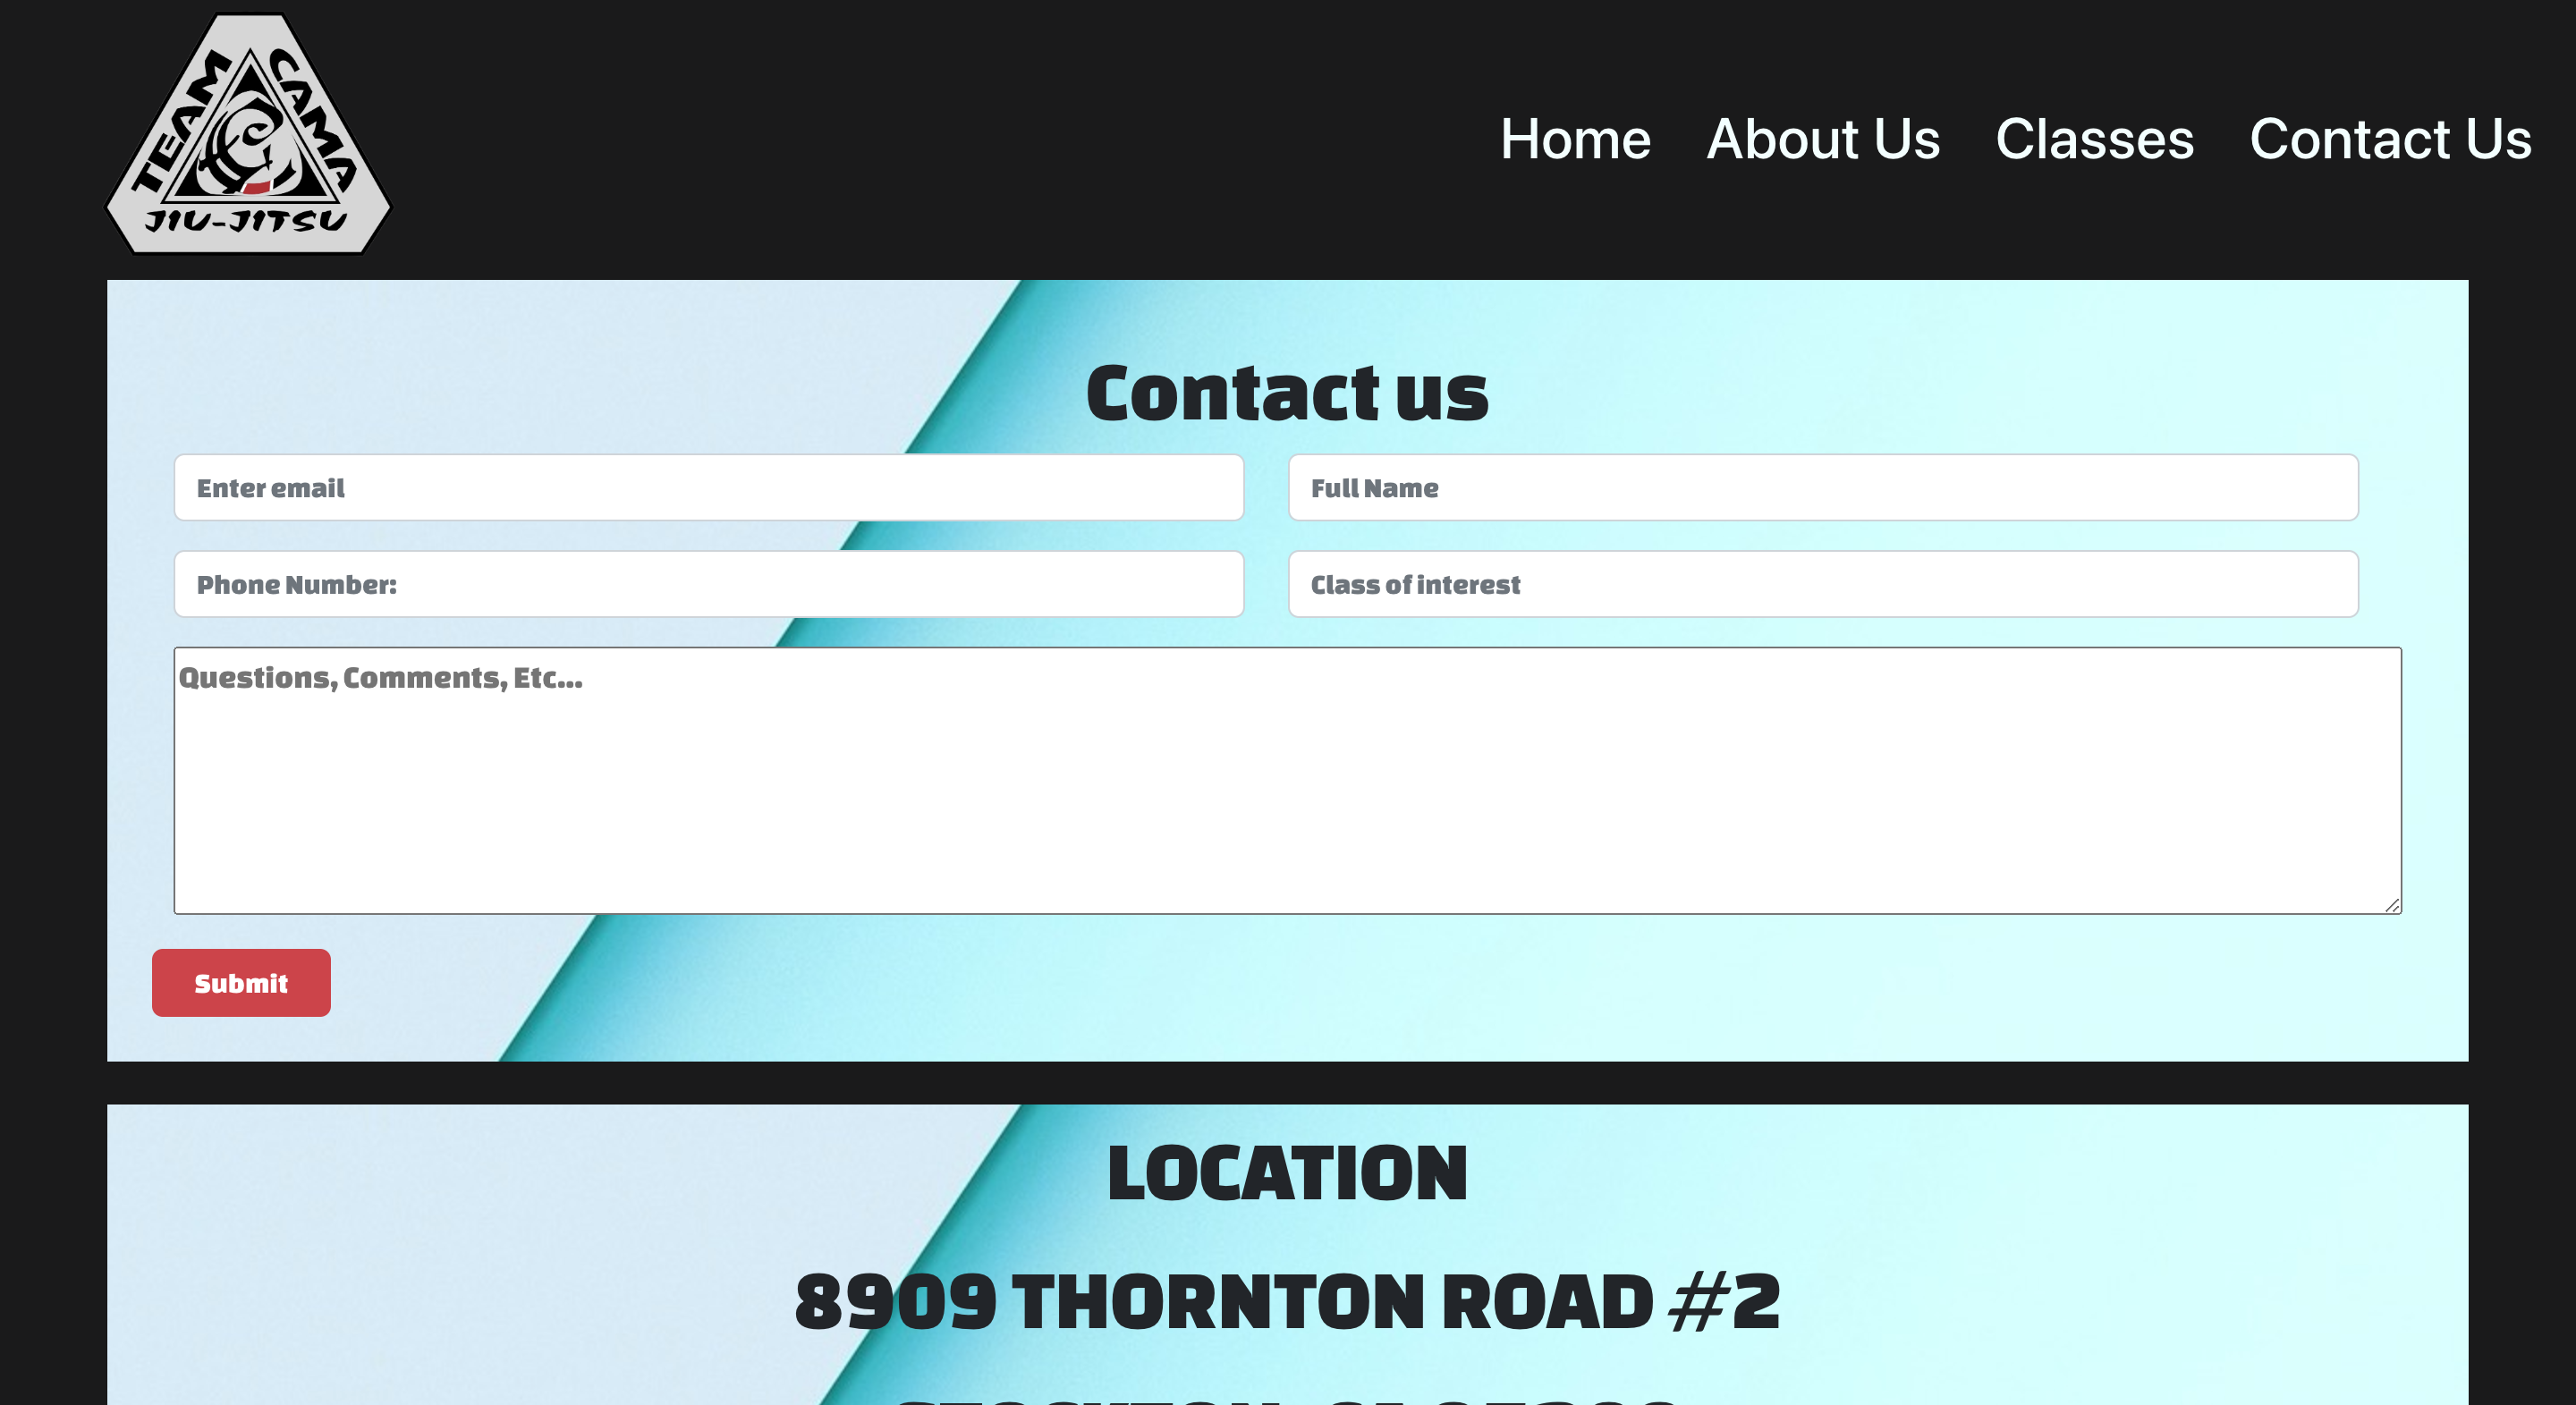 TEAM CAMA
JIU-JITSU
Home About Us Classes Contact Us
Contact us
Enter email Full Name
Phone Number: Class of interest
Questions, Comments, Etc...
Submit
LOCATION
8909 THORNTON ROAD #2